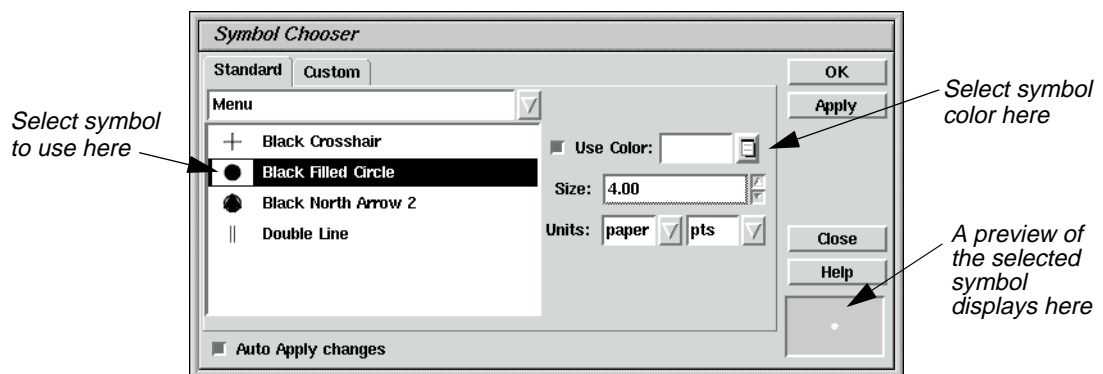 Symbol Chooser
Standard
Custom
OK
Menu
Apply
Select symbol
color here
Select symbol
to use here
Black Crosshair
Black Filled Circle
Black North Arrow 2
Double Line
Use Color:
Size: 4.00
Units: paper pts
Close
Help
A preview of
the selected
symbol
displays here
Auto Apply changes